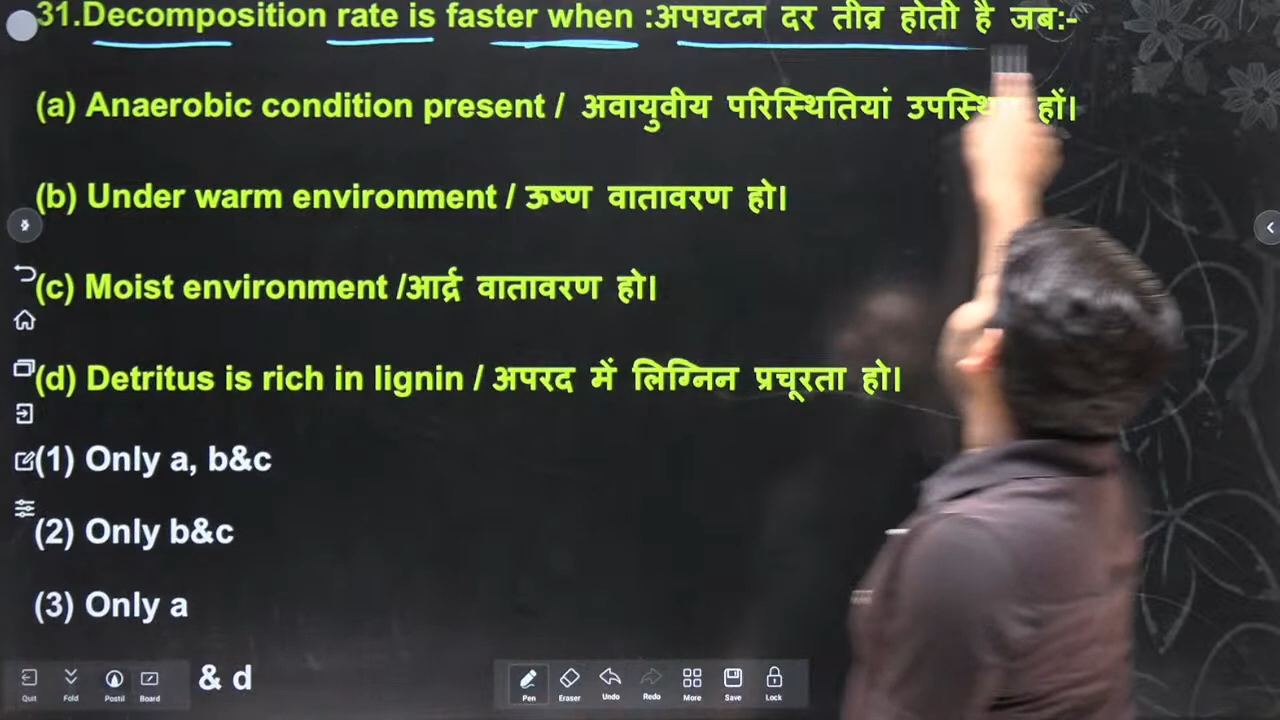 31.Decomposition rate is faster when :अपघटन दर तीव्र होती है जब:-
(a) Anaerobic condition present / अवायुवीय परिस्थितियां हों।
(b) Under warm environment / ऊष्ण वातावरण हो।
(c) Moist environment /आर्द्र वातावरण हो।
(d) Detritus is rich in lignin / अपरद में लिग्निन प्रचूरता हो।
(1) Only a, b&c
(2) Only b&c
(3) Only a
& d
Quit Fold Postil Board Pen Eraser Undo Redo More Save Lock